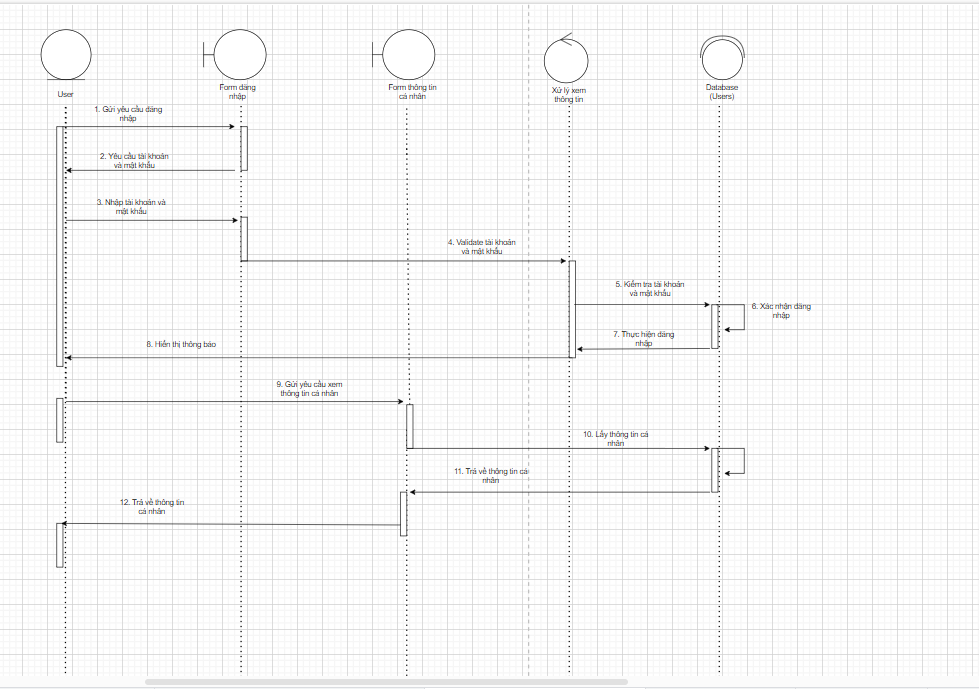 User
Form đăng
nhập
Form thông tin
cá nhân
Xử lý xem
thông tin
Database
(Users)
1. Gửi yêu cầu đăng
nhập
2. Yêu cầu tài khoản
và mật khẩu
3. Nhập tài khoản và
mật khẩu
4. Validate tài khoản
và mật khẩu
5. Kiểm tra tài khoản
và mật khẩu
6. Xác nhận đăng
nhập
7. Thực hiện đăng
nhập
8. Hiển thị thông báo
9. Gửi yêu cầu xem
thông tin cá nhân
10. Lấy thông tin cá
nhân
11. Trả về thông tin cá
nhân
12. Trả về thông tin
cá nhân